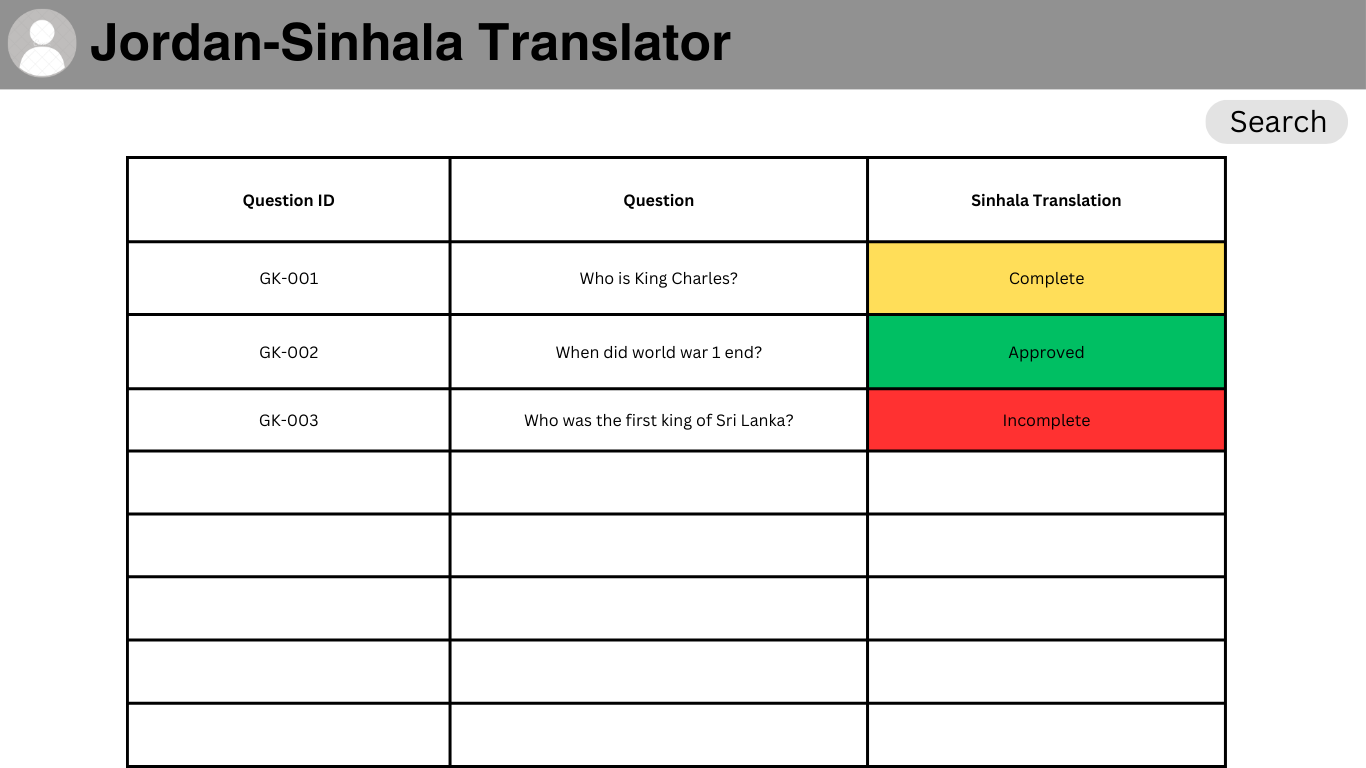 Jordan-Sinhala Translator
Search
Question ID Question Sinhala Translation
GK-001 Who is King Charles? Complete
GK-002 When did world war 1 end? Approved
GK-003 Who was the first king of Sri Lanka? Incomplete